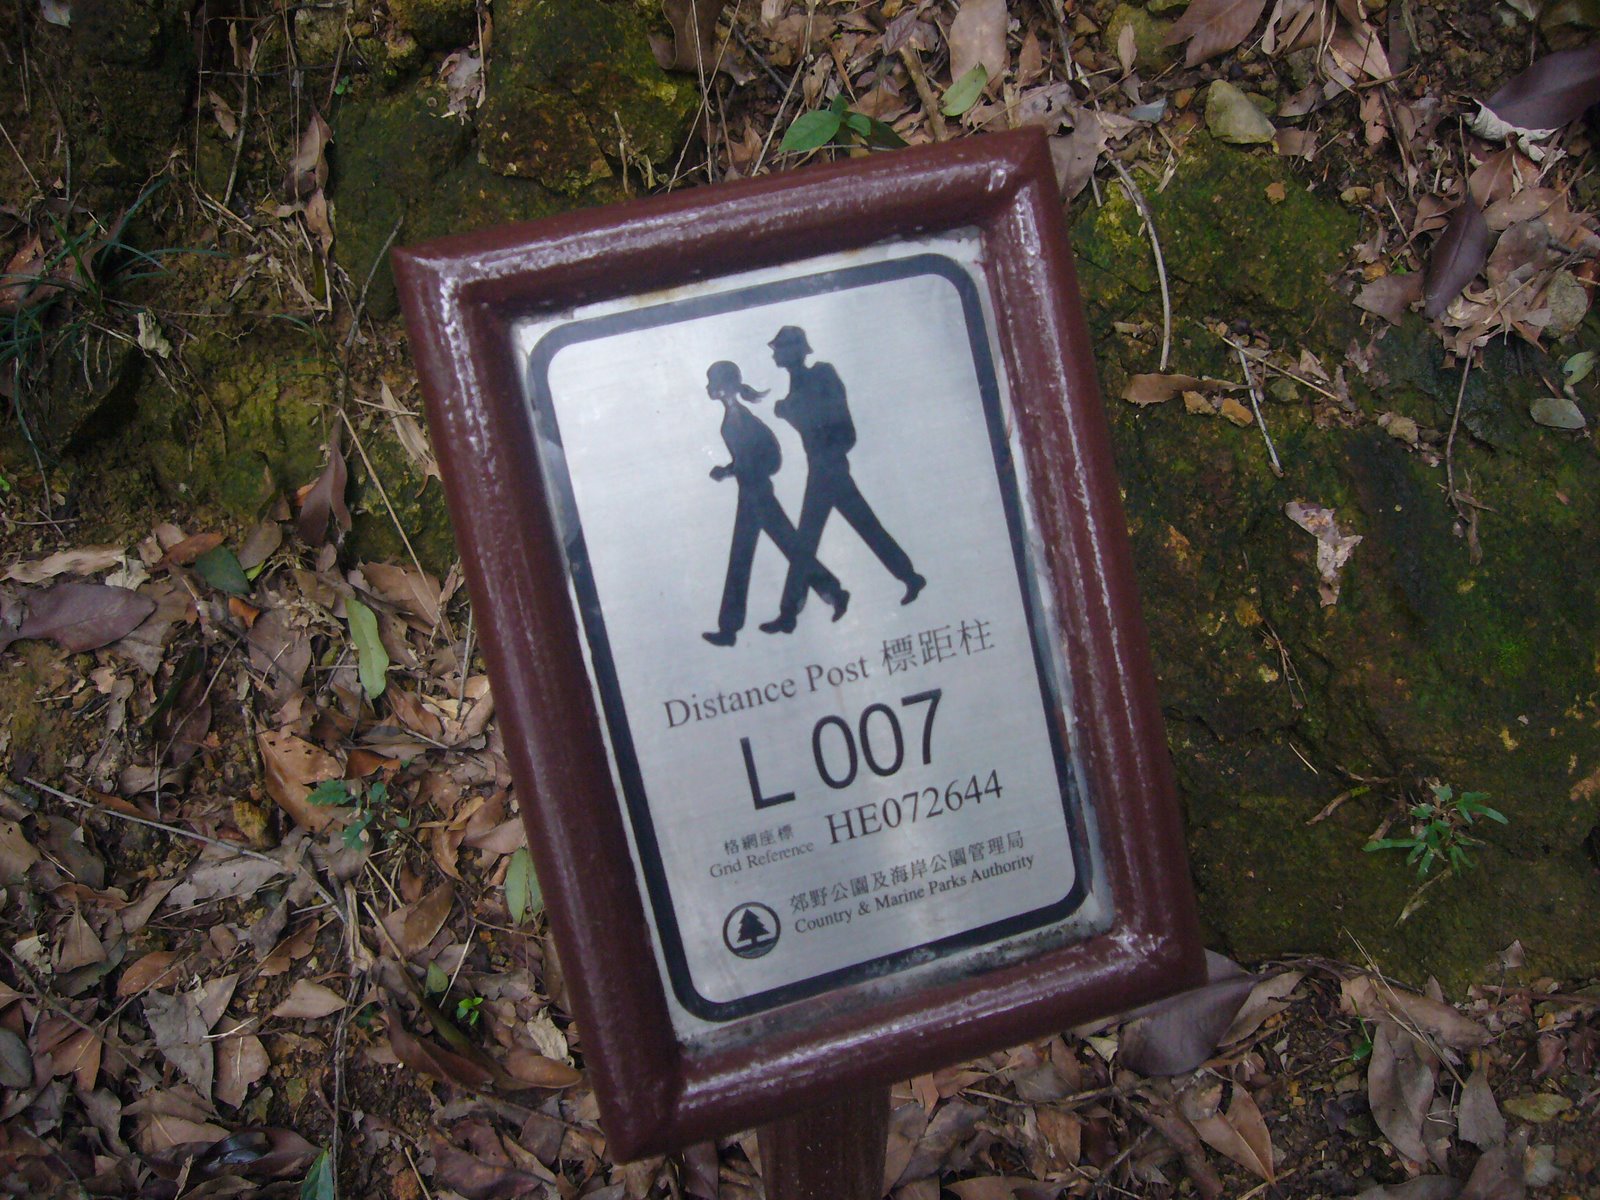 Distance Post 標距柱
L 007
格網座標
Grid Reference HE072644
郊野公園及海岸公園管理局
Country & Marine Parks Authority